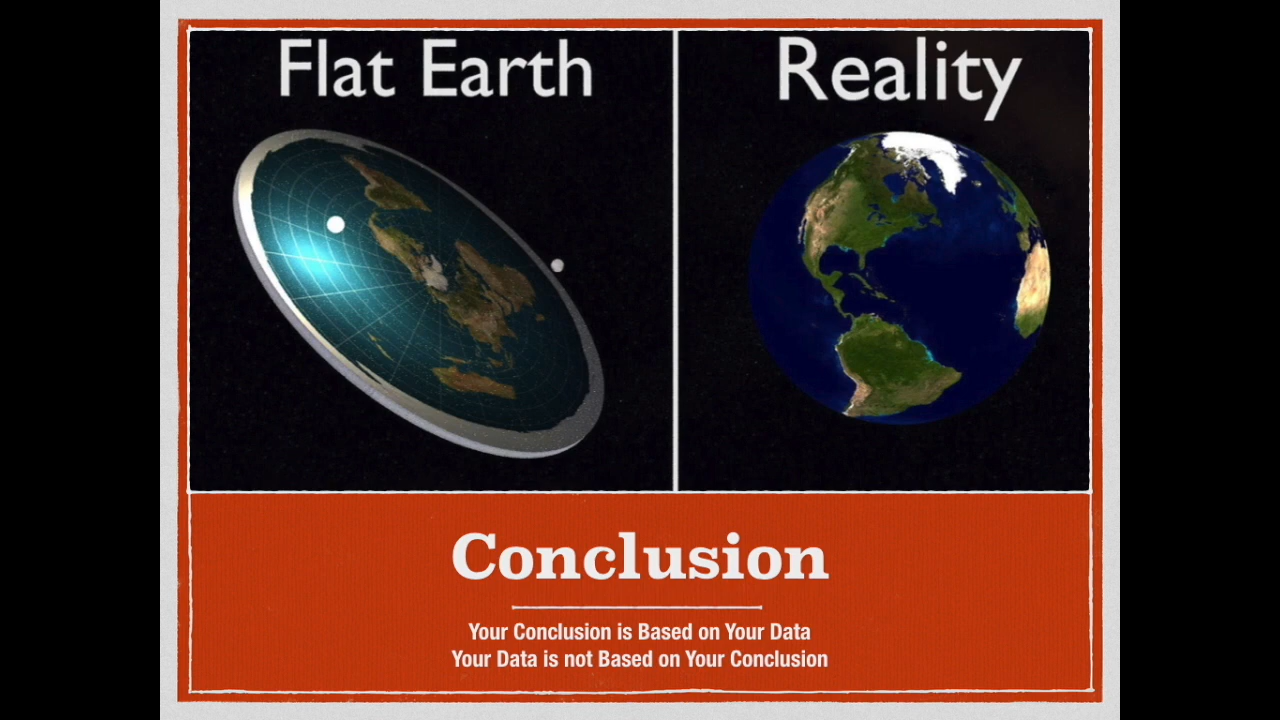 Flat Earth
Reality
Conclusion
Your Conclusion is Based on Your Data
Your Data is not Based on Your Conclusion